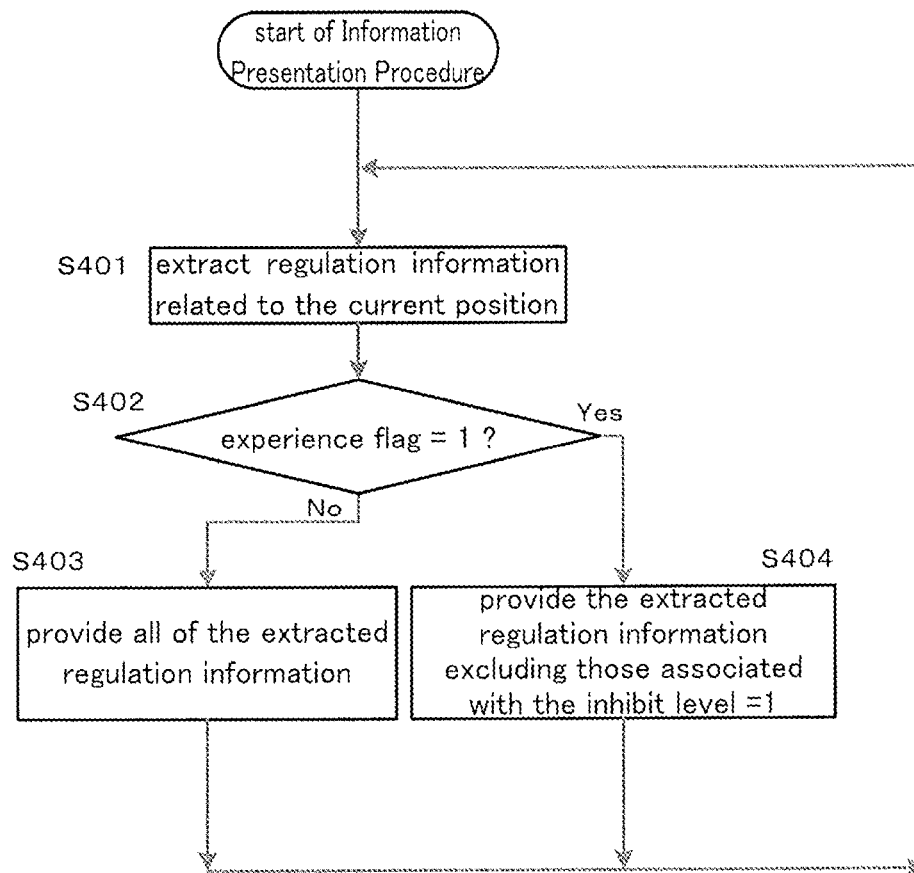 start of Information
Presentation Procedure
S401
extract regulation information
related to the current position
S402
experience flag = 1 ?
Yes
No
S403
provide all of the extracted
regulation information
S404
provide the extracted
regulation information
excluding those associated
with the inhibit level =1